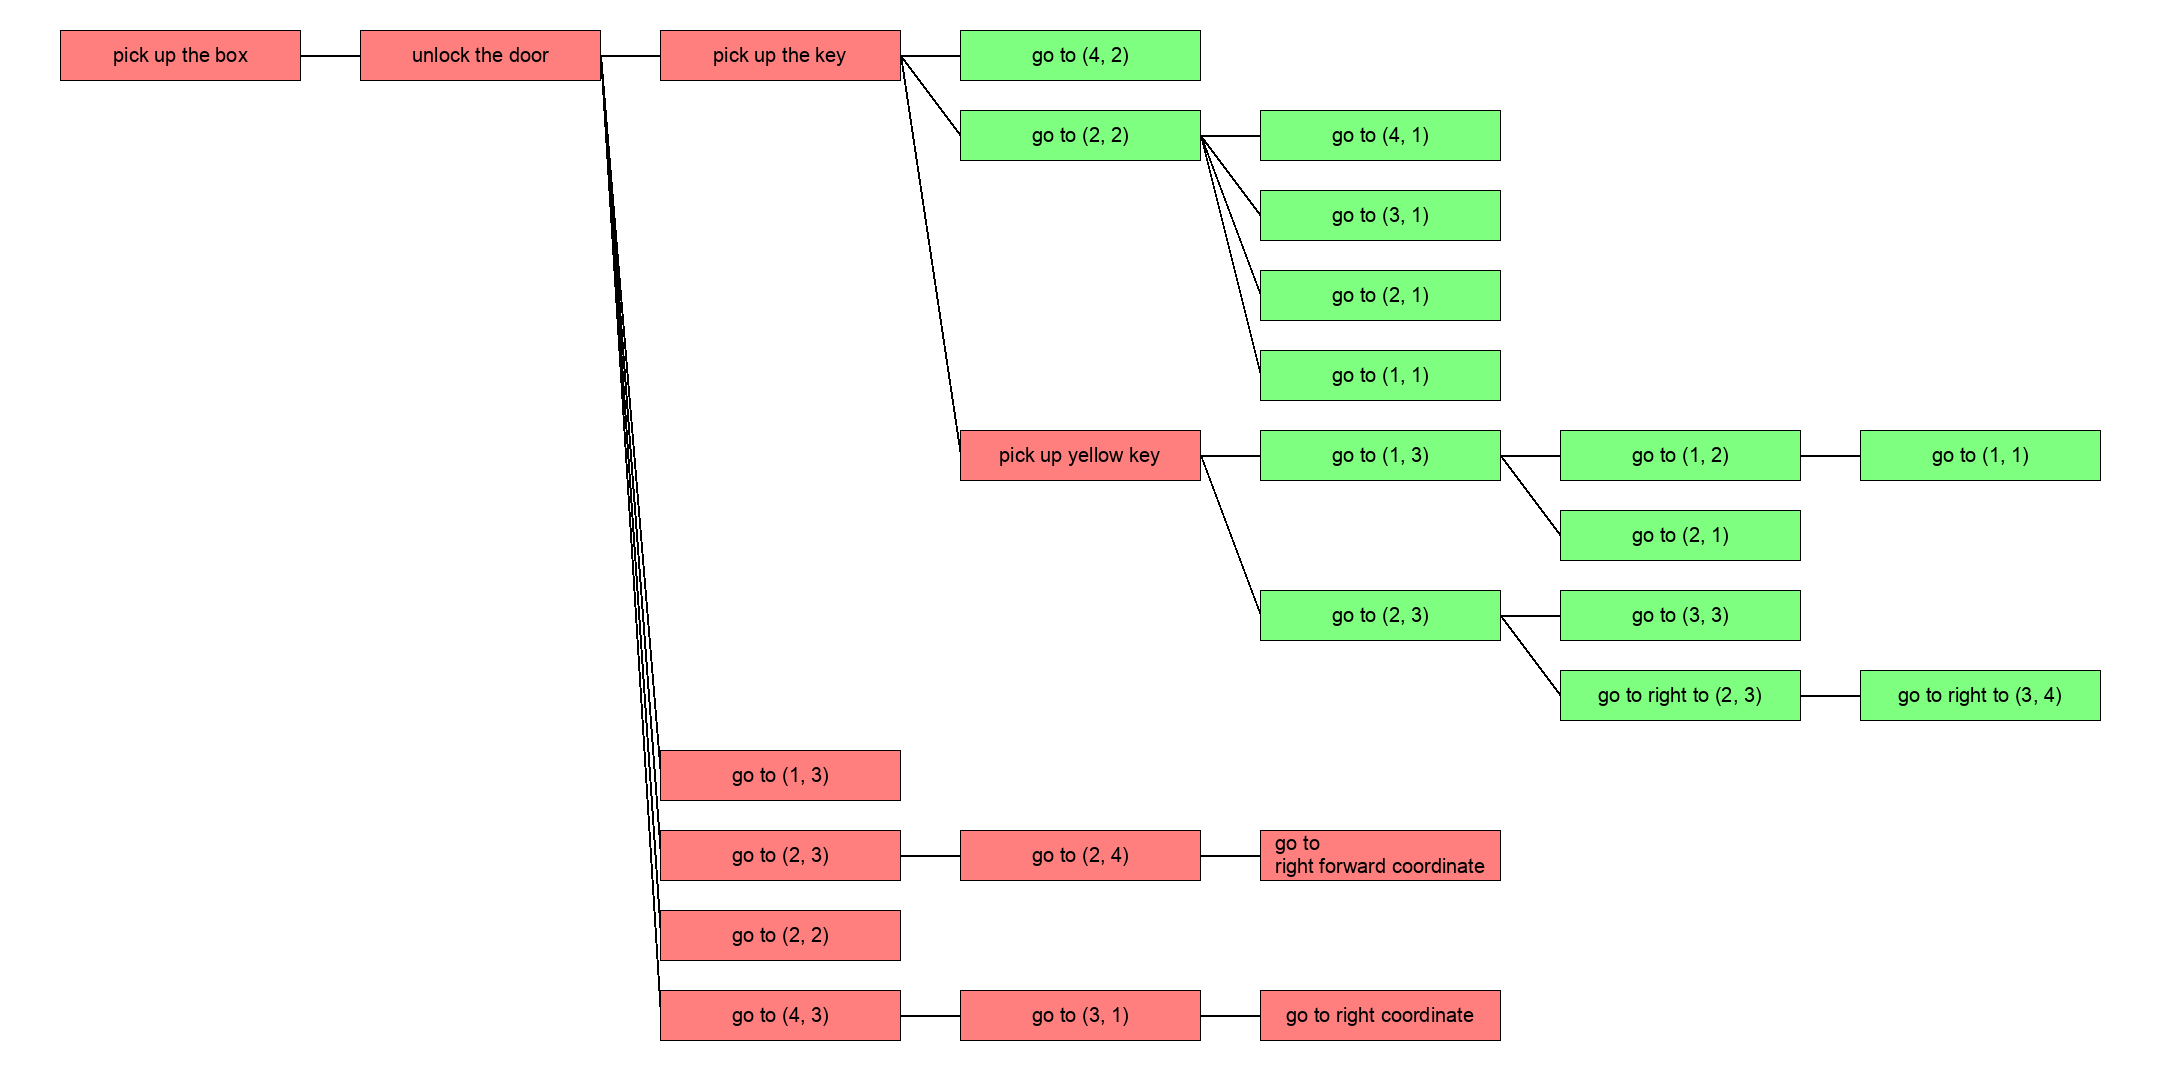 pick up the box
unlock the door
pick up the key
go to (4, 2)
go to (2, 2)
go to (4, 1)
go to (3, 1)
go to (2, 1)
go to (1, 1)
pick up yellow key
go to (1, 3)
go to (1, 2)
go to (1, 1)
go to (2, 1)
go to (2, 3)
go to (3, 3)
go to right to (2, 3)
go to right to (3, 4)
go to (1, 3)
go to (2, 3)
go to (2, 4)
go to
right forward coordinate
go to (2, 2)
go to (4, 3)
go to (3, 1)
go to right coordinate